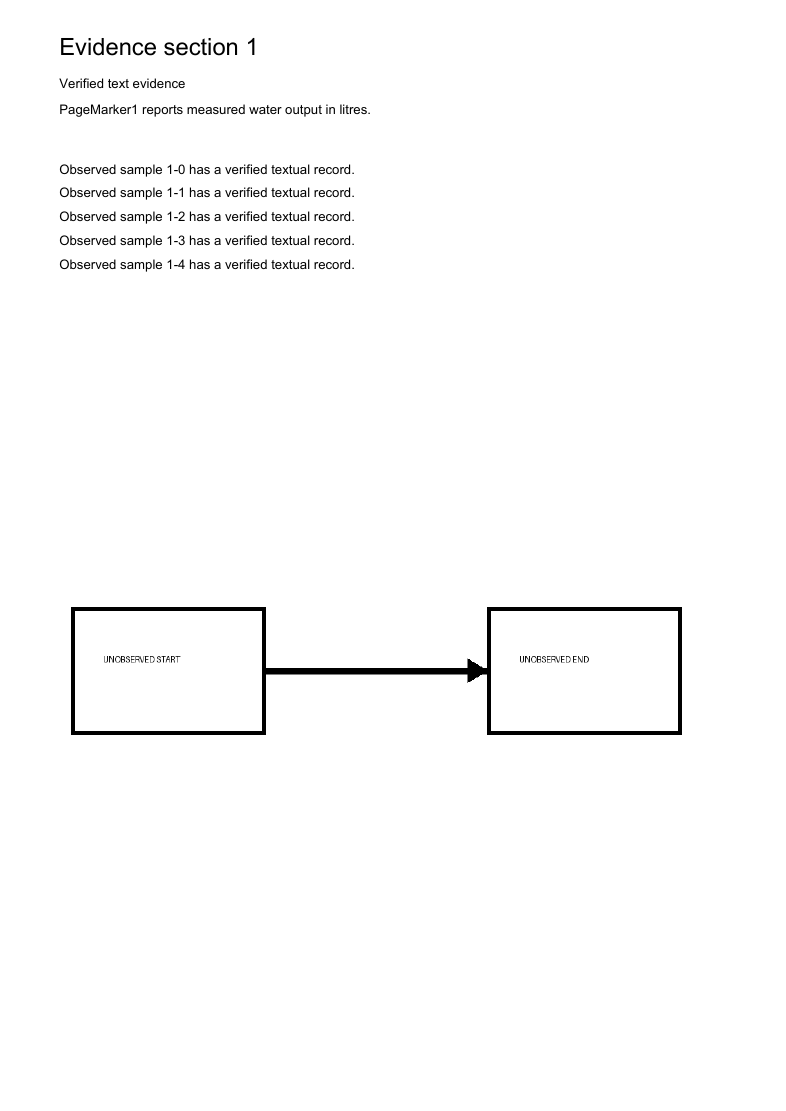 Evidence section 1
Verified text evidence
PageMarker1 reports measured water output in litres.
Observed sample 1-0 has a verified textual record.
Observed sample 1-1 has a verified textual record.
Observed sample 1-2 has a verified textual record.
Observed sample 1-3 has a verified textual record.
Observed sample 1-4 has a verified textual record.
UNOBSERVED START
UNOBSERVED END